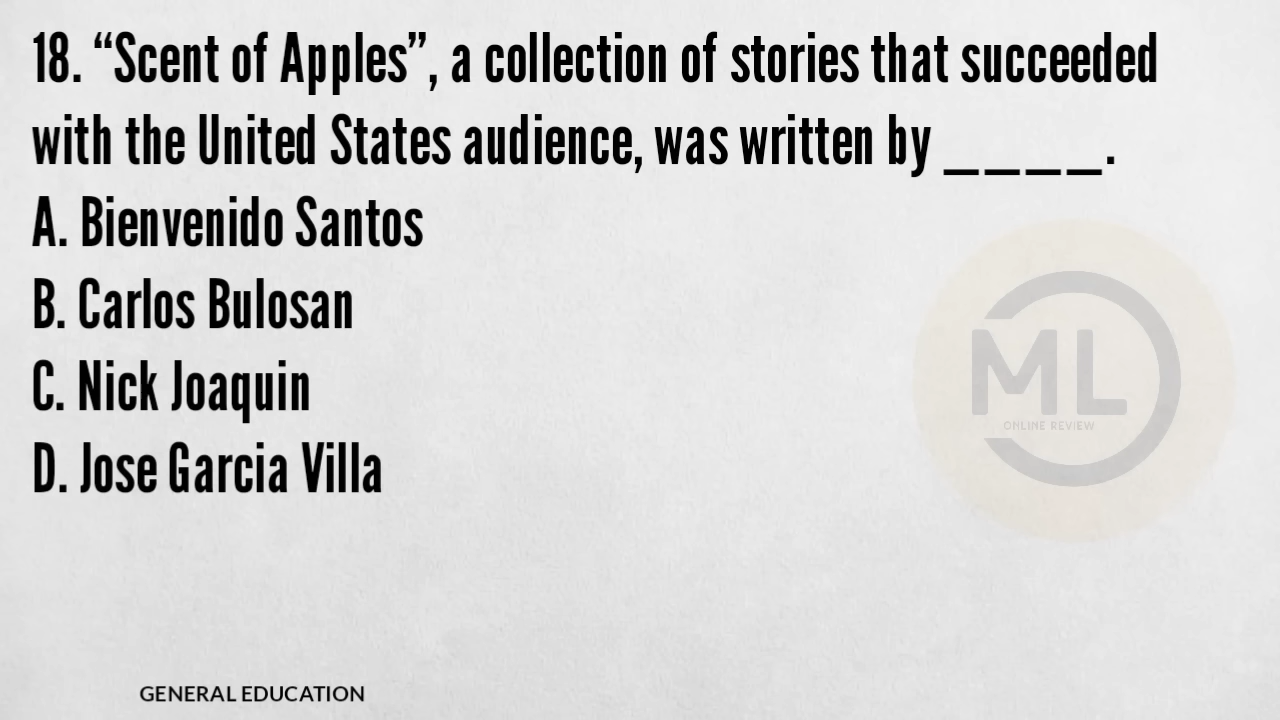 18. “Scent of Apples”, a collection of stories that succeeded
with the United States audience, was written by ____.
A. Bienvenido Santos
B. Carlos Bulosan
C. Nick Joaquin
D. Jose Garcia Villa
ML
ONLINE REVIEW
GENERAL EDUCATION